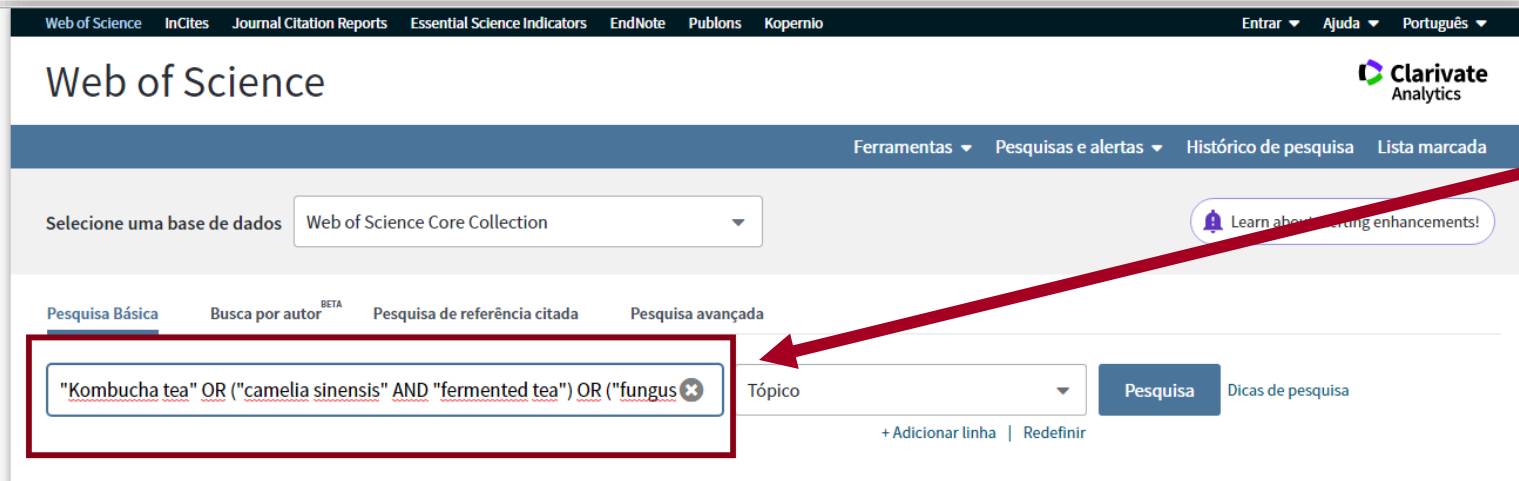 Web of Science InCites Journal Citation Reports Essential Science Indicators EndNote Publons Kopernio Entrar Ajuda Português
Web of Science
Clarivate
Analytics
Ferramentas Pesquisas e alertas Histórico de pesquisa Lista marcada
Selecione uma base de dados Web of Science Core Collection Learn about enhancements!
Pesquisa Básica Busca por autor BETA Pesquisa de referência citada Pesquisa avançada
"Kombucha tea" OR ("camelia sinensis" AND "fermented tea") OR ("fungus Tópico Pesquisa Dicas de pesquisa
+ Adicionar linha | Redefinir